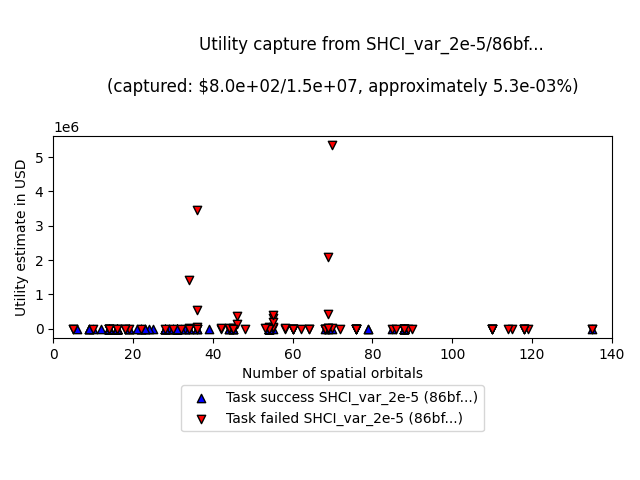 Utility capture from SHCI_var_2e-5/86bf...
(captured: $8.0e+02/1.5e+07, approximately 5.3e-03%)
1e6
5
4
3
2
1
0
Utility estimate in USD
0 20 40 60 80 100 120 140
Number of spatial orbitals
Task success SHCI_var_2e-5 (86bf...)
Task failed SHCI_var_2e-5 (86bf...)